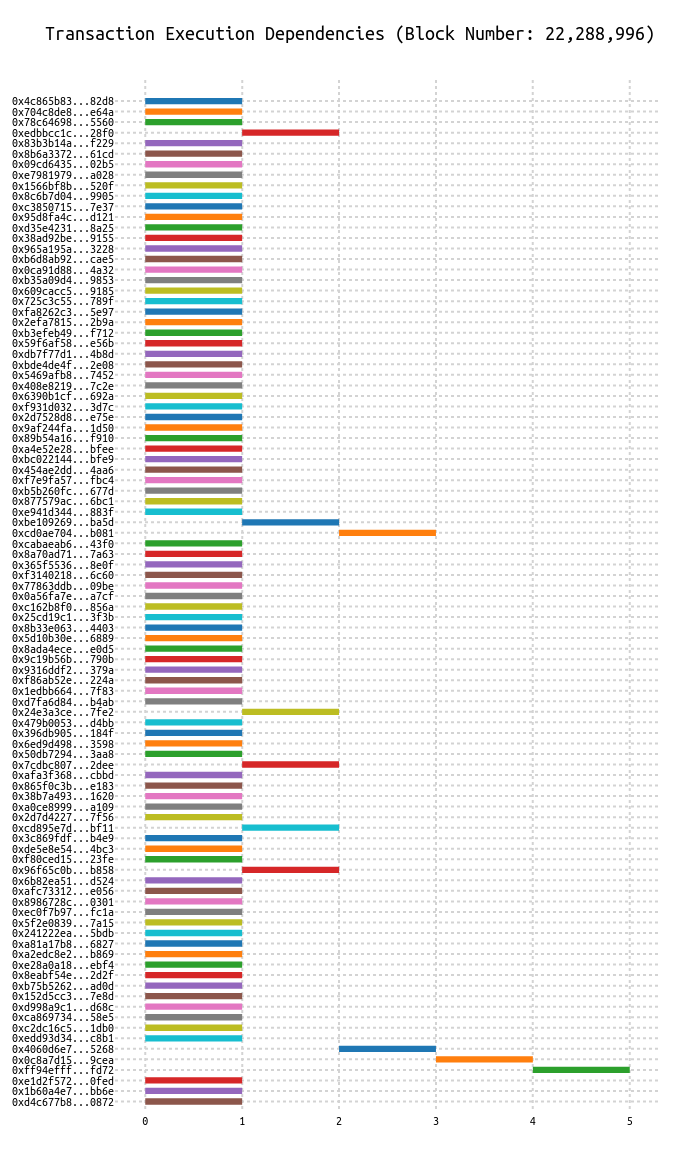 Transaction Execution Dependencies (Block Number: 22,288,996)
0x4c865b83...82d8
0x704c8de8...e64a
0x78c64698...5560
0xedbbcc1c...28f0
0x83b3b14a...f229
0x8b6a3372...61cd
0x09cd6435...02b5
0xe7981979...a028
0x1566bf8b...520f
0x8c6b7d04...9905
0xc3850715...7e37
0x95d8fa4c...d121
0xd35e4231...8a25
0x38ad92be...9155
0x965a195a...3228
0xb6d8ab92...cae5
0x0ca91d88...4a32
0xb35a09d4...9853
0x609cacc5...9185
0x725c3c55...789f
0xfa8262c3...5e97
0x2efa7815...2b9a
0xb3efeb49...f712
0x59f6af58...e56b
0xdb7f77d1...4b8d
0xbde4de4f...2e08
0x5469afb8...7452
0x408e8219...7c2e
0x6390b1cf...692a
0xf931d032...3d7c
0x2d7528d8...e75e
0x9af244fa...1d50
0x89b54a16...f910
0xa4e52e28...bfee
0xbc022144...bfe9
0x454ae2dd...4aa6
0xf7e9fa57...fbc4
0xb5b260fc...677d
0x877579ac...6bc1
0xe941d344...883f
0xbe109269...ba5d
0xcd0ae704...b081
0xcabaeab6...43f0
0x8a70ad71...7a63
0x365f5536...8e0f
0xf3140218...6c60
0x77863ddb...09be
0x0a56fa7e...a7cf
0xc162b8f0...856a
0x25cd19c1...3f3b
0x8b33e063...4403
0x5d10b30e...6889
0x8ada4ece...e0d5
0x9c19b56b...790b
0x9316ddf2...379a
0xf86ab52e...224a
0x1edbb664...7f83
0xd7fa6d84...b4ab
0x24e3a3ce...7fe2
0x479b0053...d4bb
0x396db905...184f
0x6ed9d498...3598
0x50db7294...3aa8
0x7cdbc807...2dee
0xafa3f368...cbbd
0x865f0c3b...e183
0x38b7a493...1620
0xa0ce8999...a109
0x2d7d4227...7f56
0xcd895e7d...bf11
0x3c869fdf...b4e9
0xde5e8e54...4bc3
0xf80ced15...23fe
0x96f65c0b...b858
0x6b82ea51...d524
0xafc73312...e056
0x8986728c...0301
0xec0f7b97...fc1a
0x5f2e0839...7a15
0x241222ea...5bdb
0xa81a17b8...6827
0xa2edc8e2...b869
0xe28a0a18...ebf4
0x8eabf54e...2d2f
0xb75b5262...ad0d
0x152d5cc3...7e8d
0xd998a9c1...d68c
0xca869734...58e5
0xc2dc16c5...1db0
0xedd93d34...c8b1
0x4060d6e7...5268
0x0c8a7d15...9cea
0xff94efff...fd72
0xe1d2f572...0fed
0x1b60a4e7...bb6e
0xd4c677b8...0872
0 1 2 3 4 5